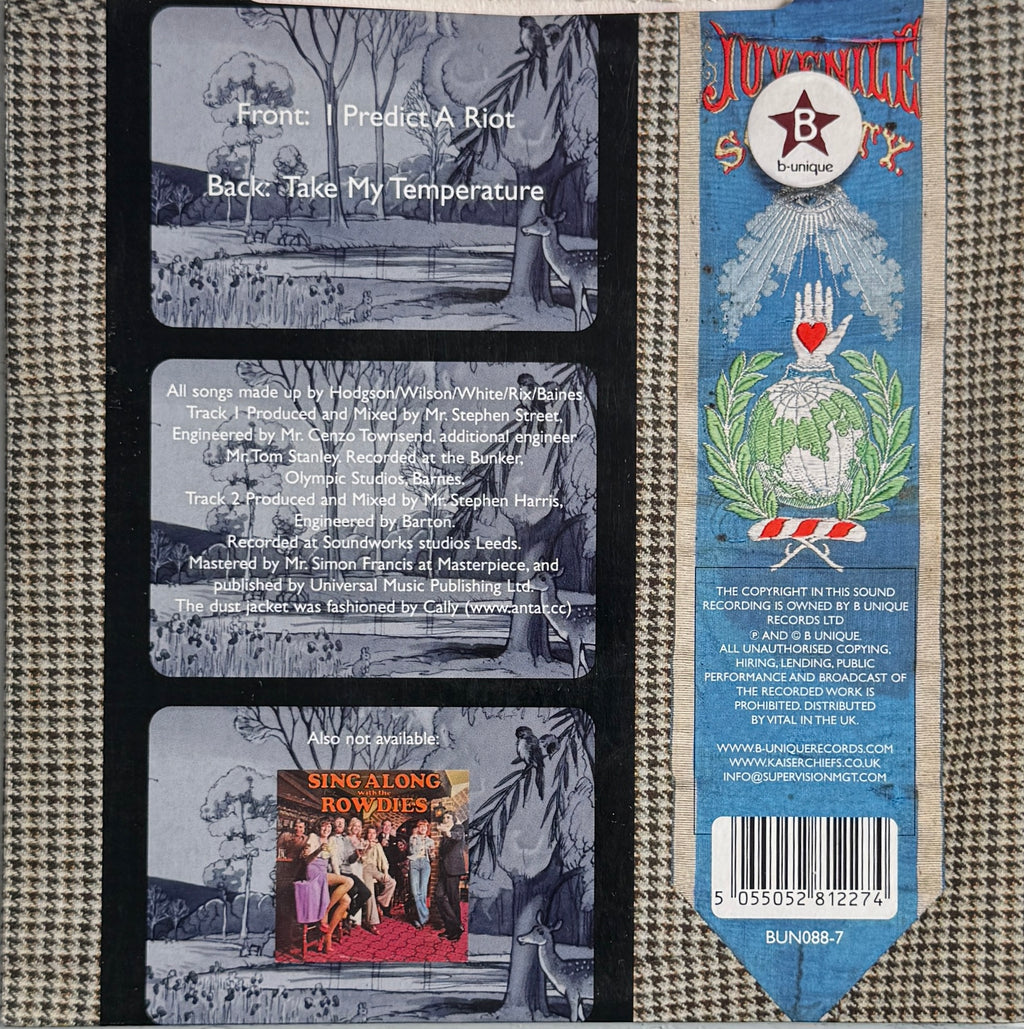 Front: I Predict A Riot
Back: Take My Temperature
All songs made up by Hodgson/Wilson/White/Rix/Baines
Track 1 Produced and Mixed by Mr. Stephen Street,
Engineered by Mr. Cenzo Townsend, additional engineer
Mr. Tom Stanley. Recorded at the Bunker,
Olympic Studios, Barnes.
Track 2 Produced and Mixed by Mr. Stephen Harris,
Engineered by Barton.
Recorded at Soundworks studios Leeds.
Mastered by Mr. Simon Francis at Masterpiece, and
published by Universal Music Publishing Ltd.
The dust jacket was fashioned by Cally (www.antar.cc)
Also not available:
SING ALONG
with the
ROWDIES
JUVENILE
B
b-unique
THE COPYRIGHT IN THIS SOUND
RECORDING IS OWNED BY B UNIQUE
RECORDS LTD
℗ AND © B UNIQUE.
ALL UNAUTHORISED COPYING,
HIRING, LENDING, PUBLIC
PERFORMANCE AND BROADCAST OF
THE RECORDED WORK IS
PROHIBITED. DISTRIBUTED
BY VITAL IN THE UK.
WWW.B-UNIQUERECORDS.COM
WWW.KAISERCHIEFS.CO.UK
INFO@SUPERVISIONMGT.COM
5 055052 812274
BUN088-7